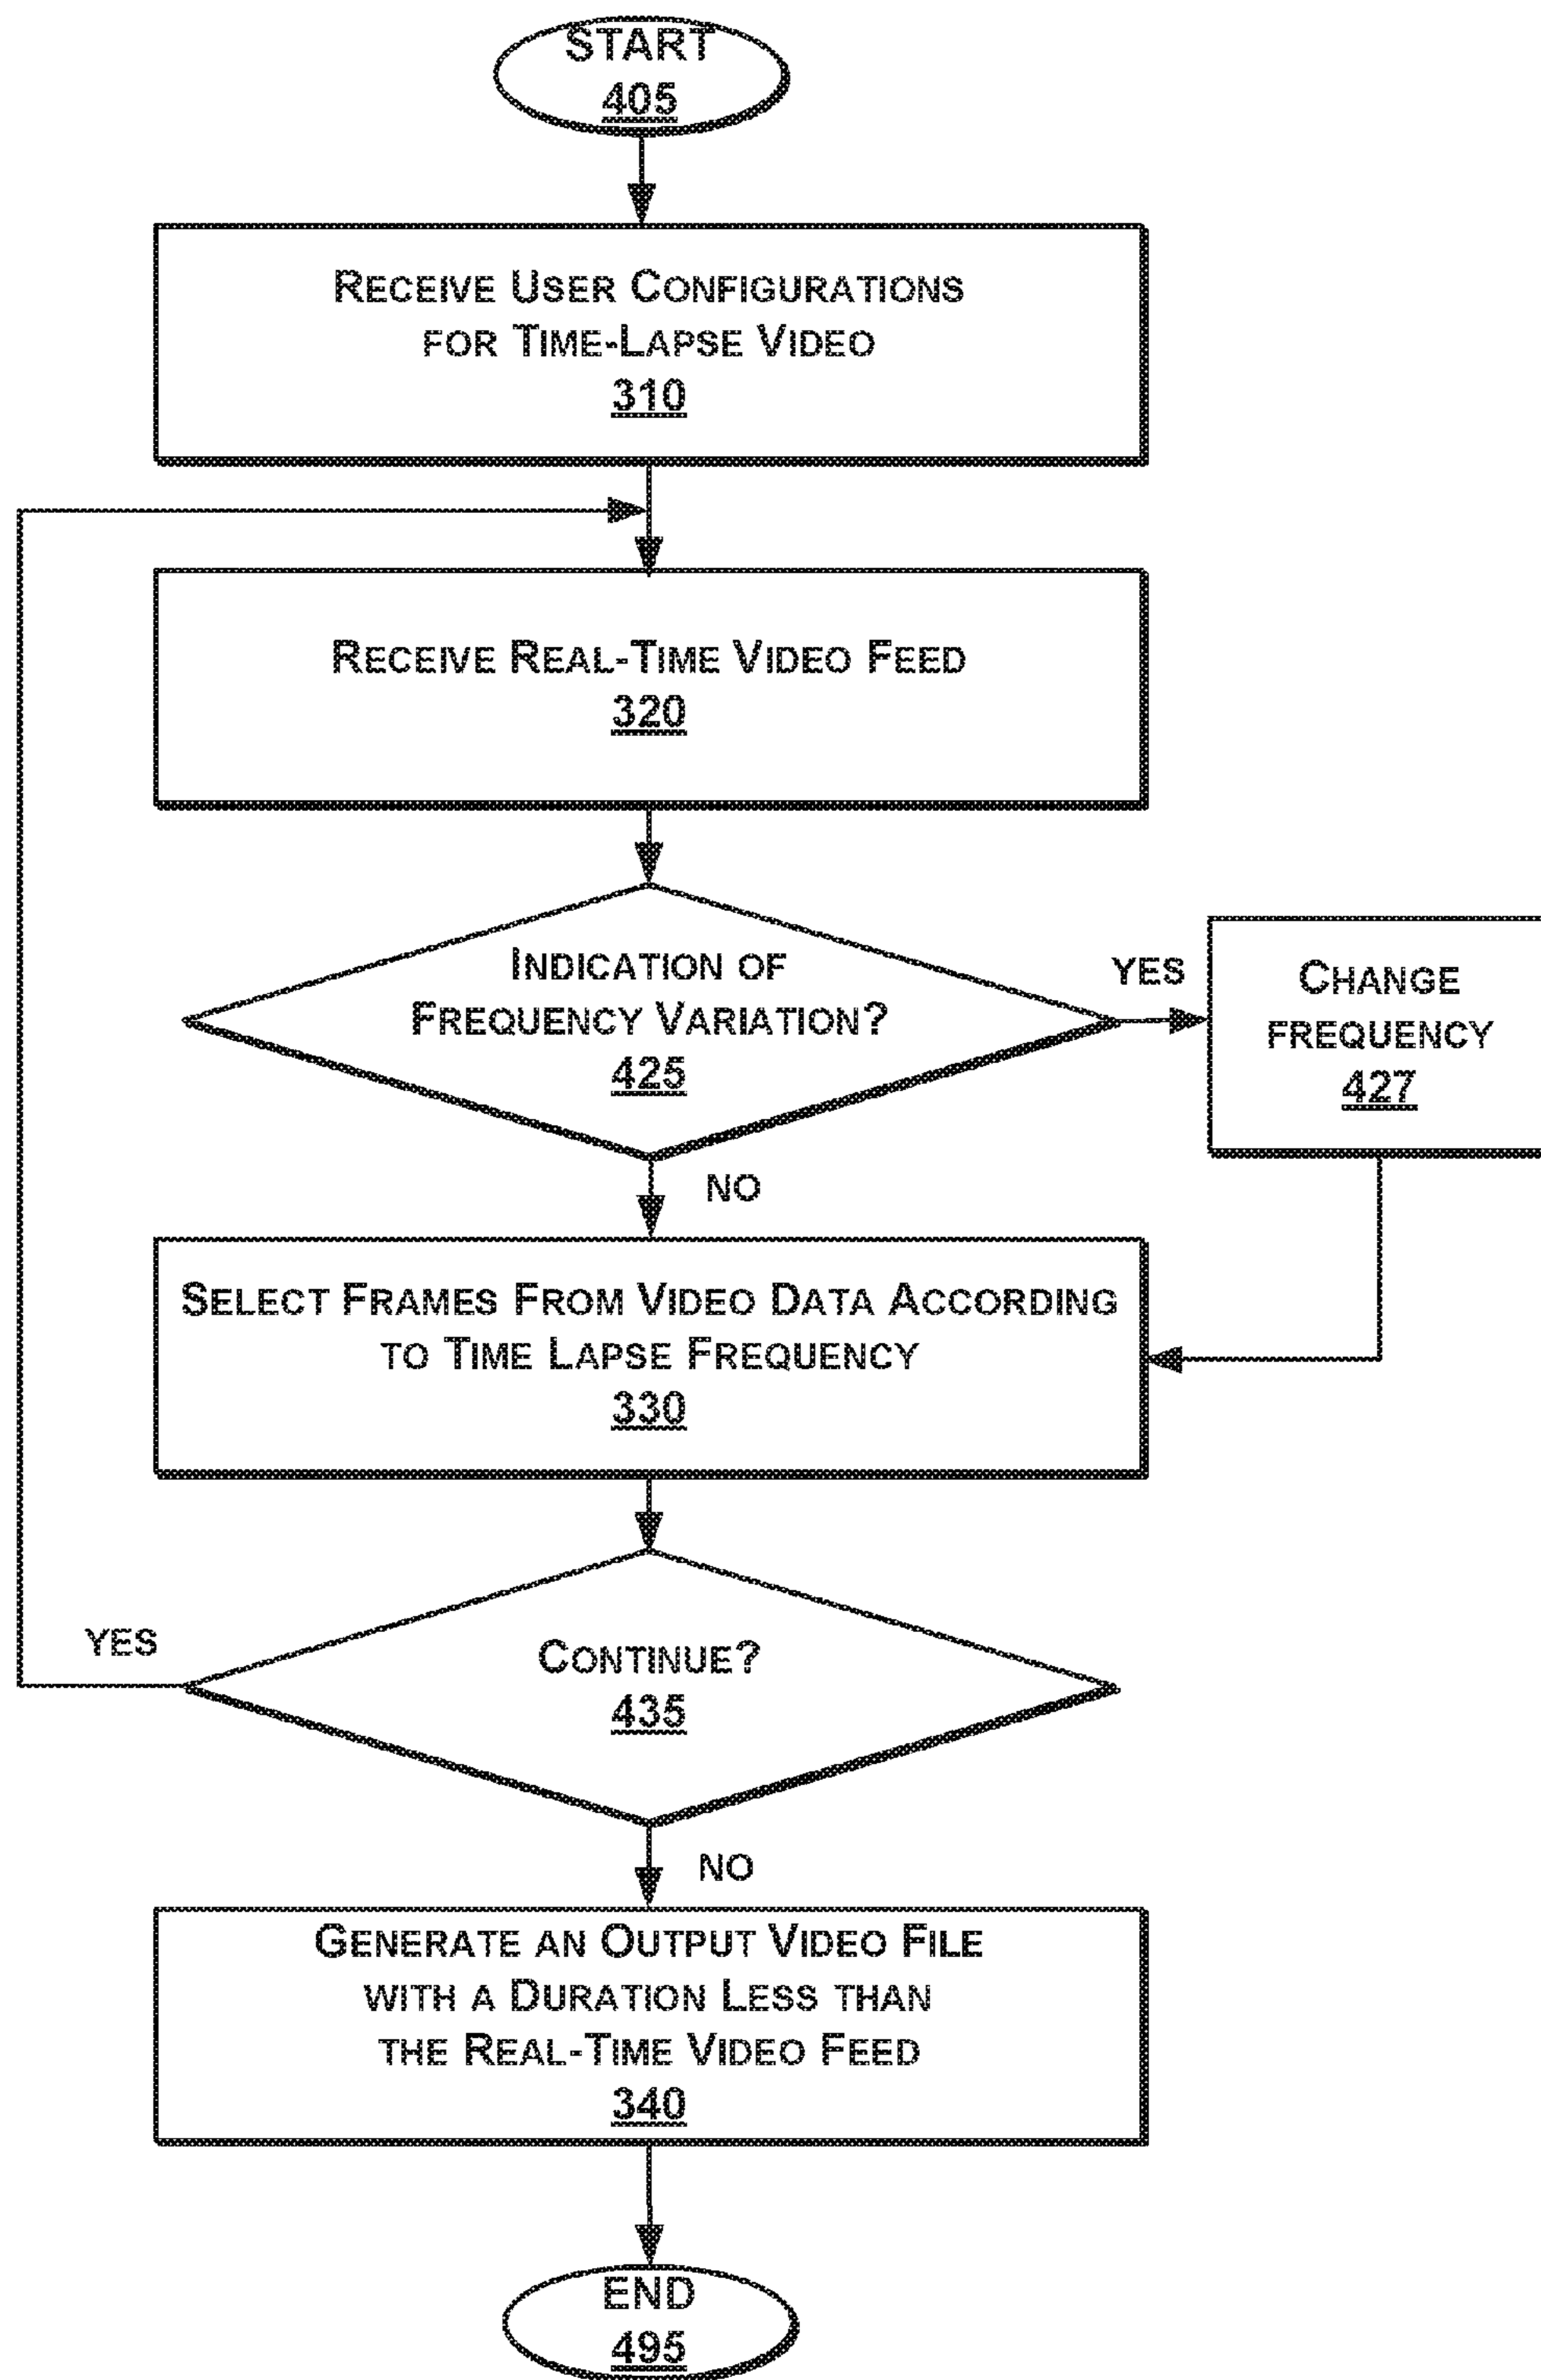 START
405
RECEIVE USER CONFIGURATIONS
FOR TIME-LAPSE VIDEO
310
RECEIVE REAL-TIME VIDEO FEED
320
INDICATION OF
FREQUENCY VARIATION?
425
YES
CHANGE
FREQUENCY
427
NO
SELECT FRAMES FROM VIDEO DATA ACCORDING
TO TIME LAPSE FREQUENCY
330
YES
CONTINUE?
435
NO
GENERATE AN OUTPUT VIDEO FILE
WITH A DURATION LESS THAN
THE REAL-TIME VIDEO FEED
340
END
495